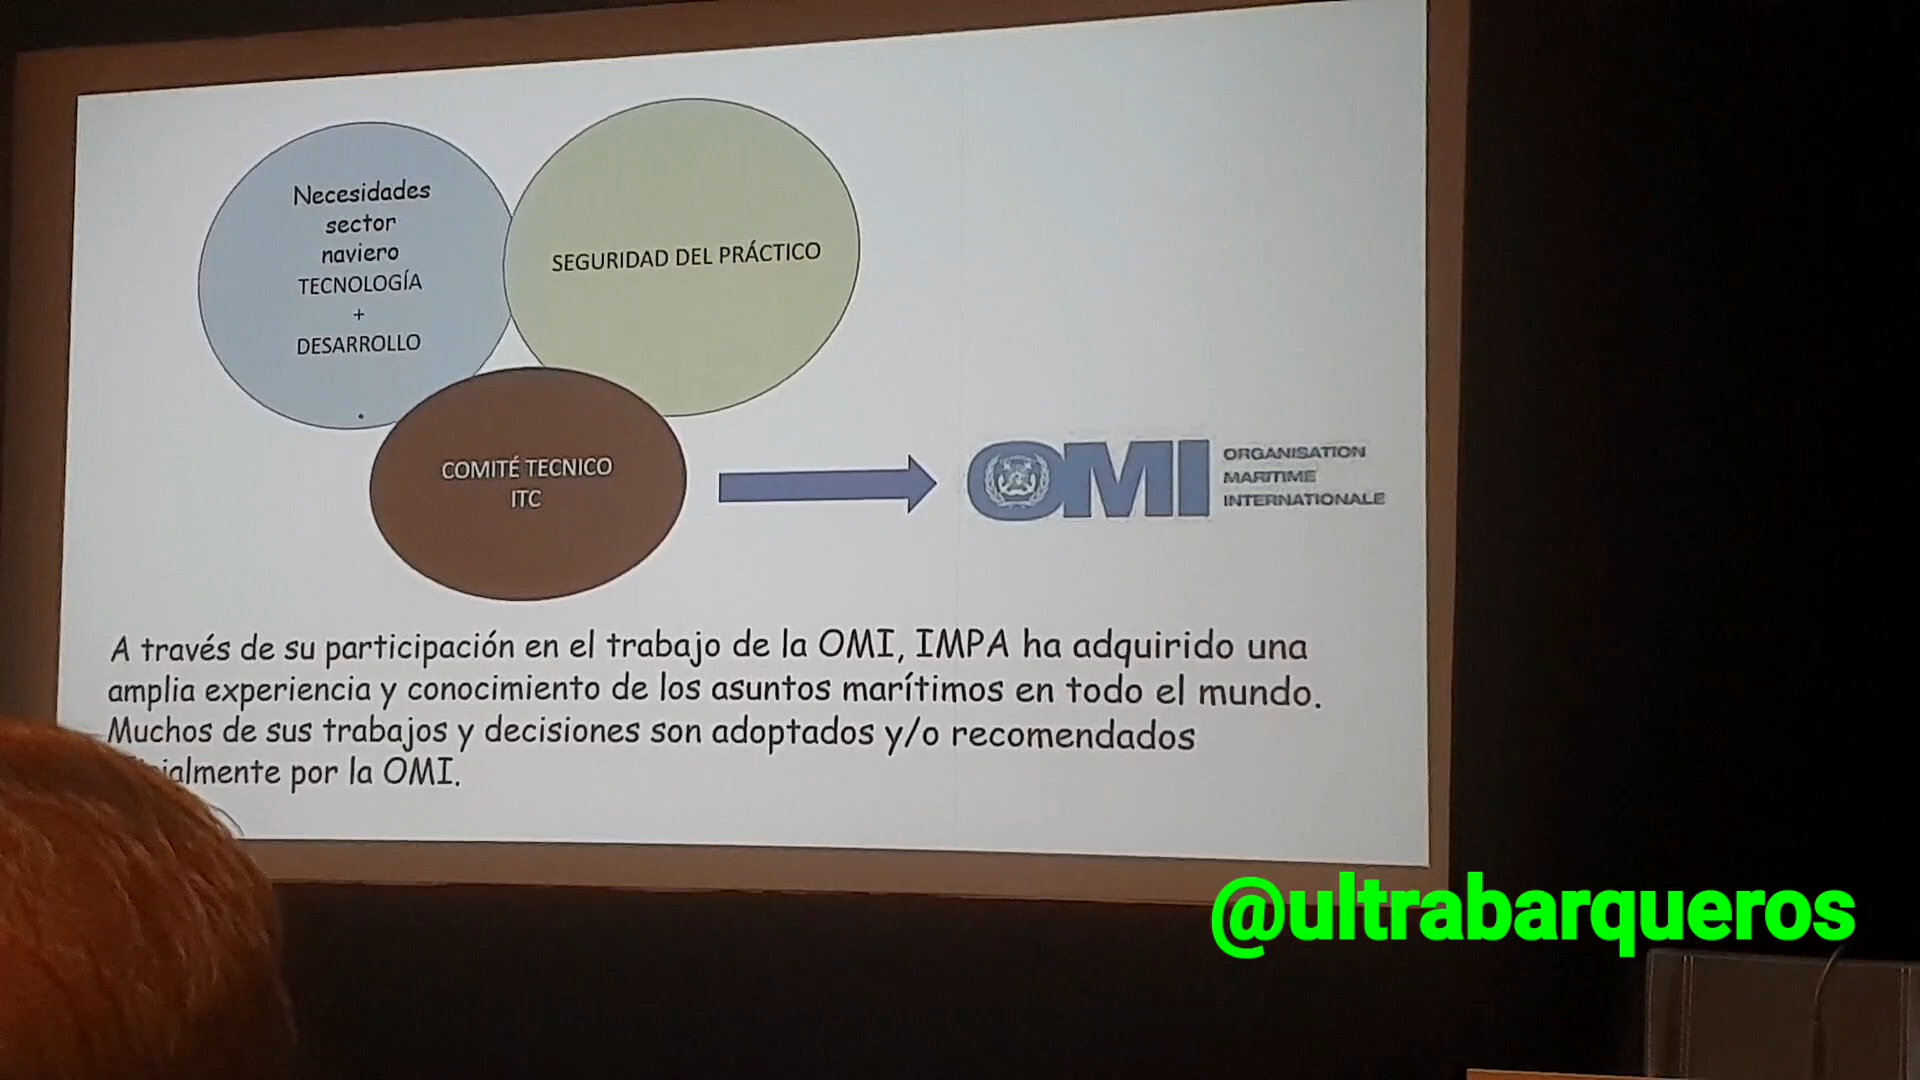 Necesidades
sector
naviero
TECNOLOGÍA
+
DESARROLLO
.
SEGURIDAD DEL PRÁCTICO
COMITÉ TECNICO
ITC
OMI
ORGANISATION
MARITIME
INTERNATIONALE
A través de su participación en el trabajo de la OMI, IMPA ha adquirido una
amplia experiencia y conocimiento de los asuntos marítimos en todo el mundo.
Muchos de sus trabajos y decisiones son adoptados y/o recomendados
por la OMI.
@ultrabarqueros